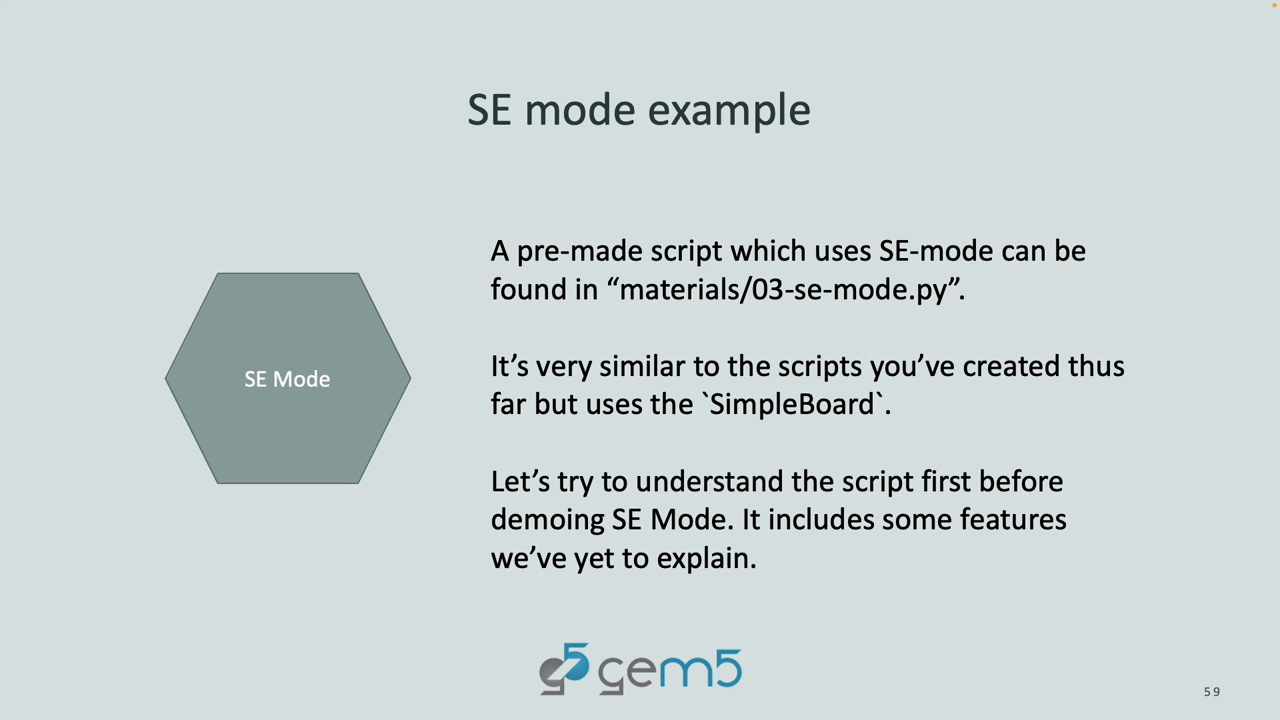 SE mode example
A pre-made script which uses SE-mode can be
found in “materials/03-se-mode.py”.
It’s very similar to the scripts you’ve created thus
far but uses the `SimpleBoard`.
Let’s try to understand the script first before
demoing SE Mode. It includes some features
we’ve yet to explain.
SE Mode
g5 gem5
59